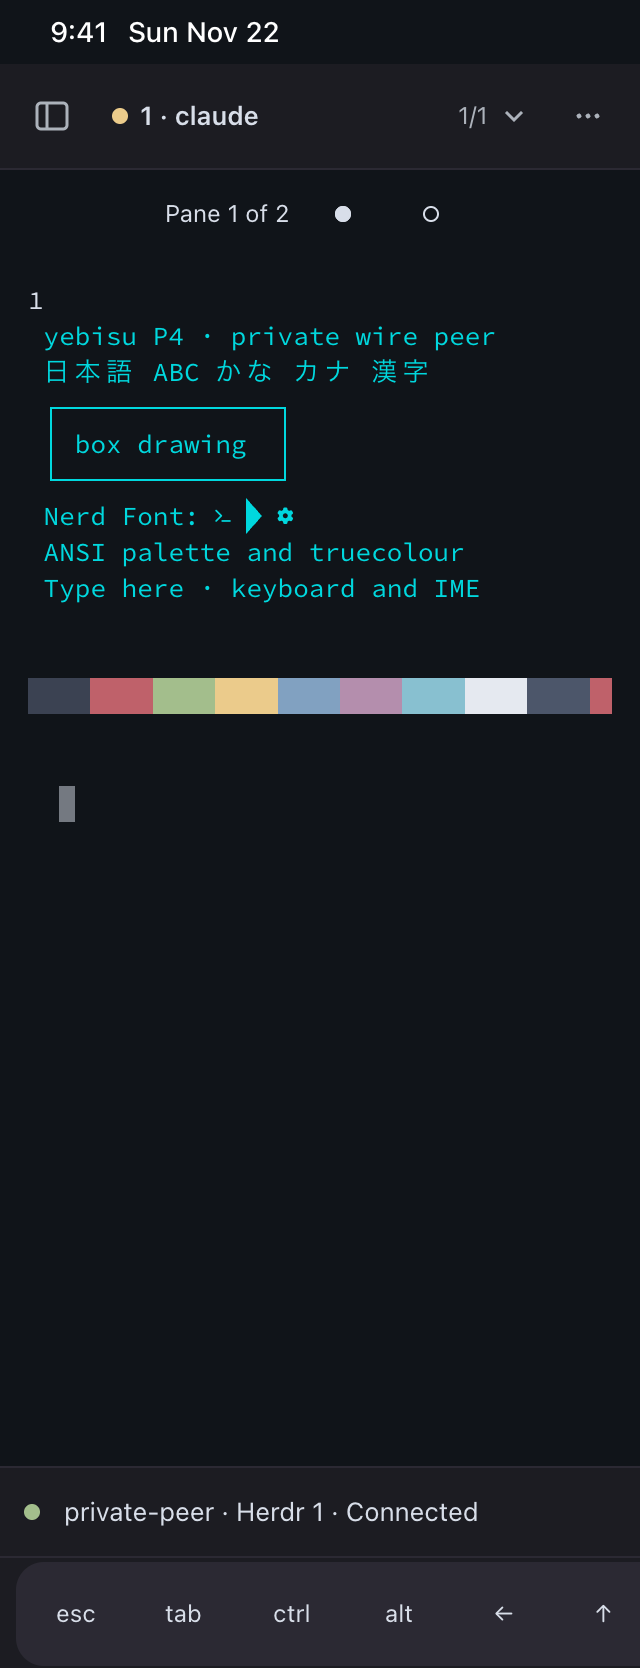 9:41 Sun Nov 22
1 · claude 1/1 ...
Pane 1 of 2
1
yebisu P4 · private wire peer
日本語 ABC かな カナ 漢字
box drawing
Nerd Font: >_
ANSI palette and truecolour
Type here · keyboard and IME
private-peer · Herdr 1 · Connected
esc tab ctrl alt ← ↑